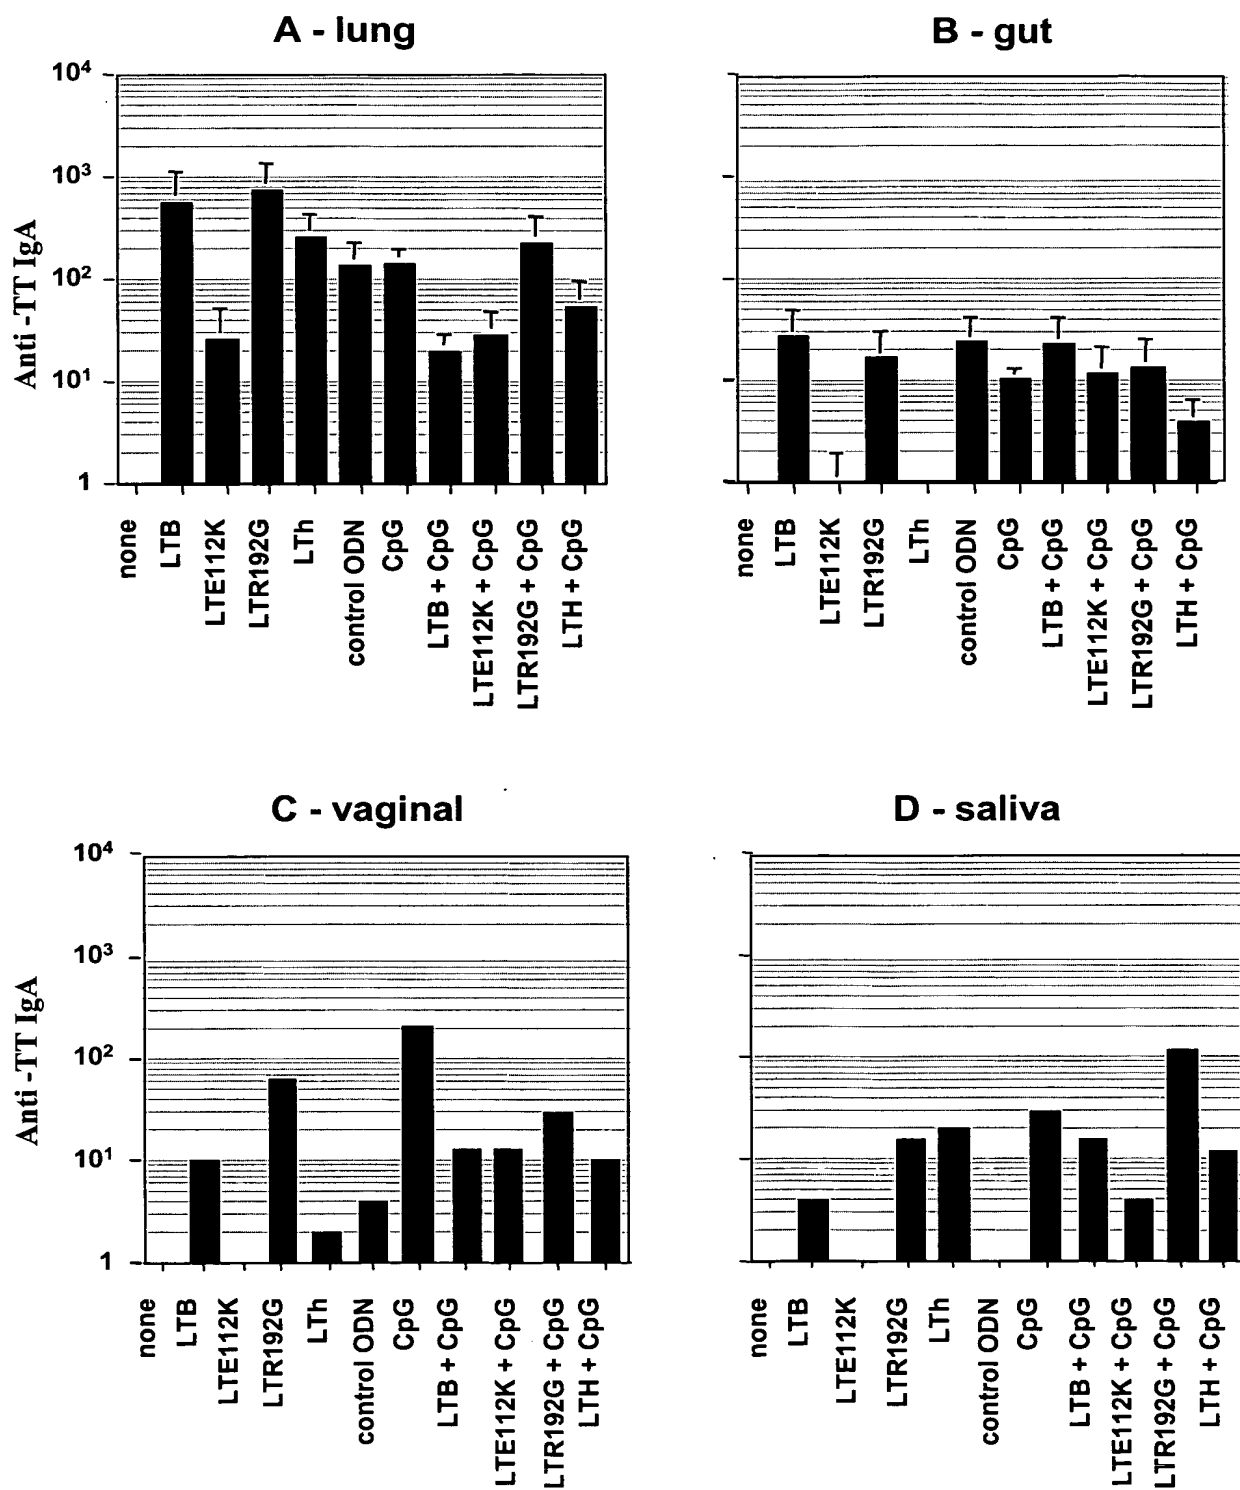 A - lung
B - gut
10⁴
10³
10²
10¹
1
Anti -TT IgA
none
LTB
LTE112K
LTR192G
LTh
control ODN
CpG
LTB + CpG
LTE112K + CpG
LTR192G + CpG
LTH + CpG
none
LTB
LTE112K
LTR192G
LTh
control ODN
CpG
LTB + CpG
LTE112K + CpG
LTR192G + CpG
LTH + CpG
C - vaginal
D - saliva
10⁴
10³
10²
10¹
1
Anti -TT IgA
none
LTB
LTE112K
LTR192G
LTh
control ODN
CpG
LTB + CpG
LTE112K + CpG
LTR192G + CpG
LTH + CpG
none
LTB
LTE112K
LTR192G
LTh
control ODN
CpG
LTB + CpG
LTE112K + CpG
LTR192G + CpG
LTH + CpG